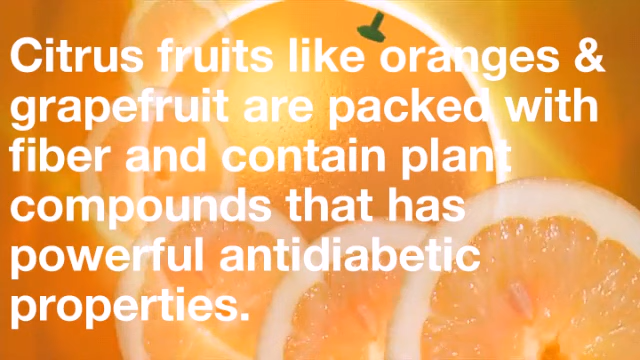 Citrus fruits like oranges &
grapefruit are packed with
fiber and contain plant
compounds that has
powerful antidiabetic
properties.